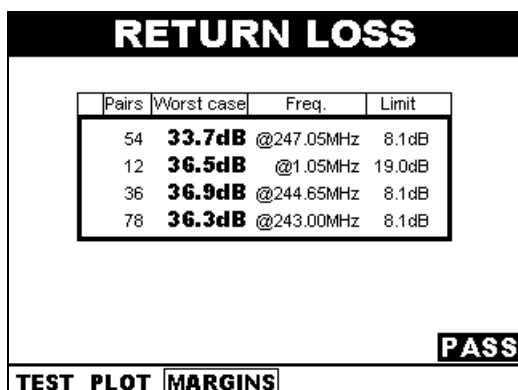 RETURN LOSS
Pairs Worst case Freq. Limit
54 33.7dB @247.05MHz 8.1dB
12 36.5dB @1.05MHz 19.0dB
36 36.9dB @244.65MHz 8.1dB
78 36.3dB @243.00MHz 8.1dB
PASS
TEST PLOT MARGINS